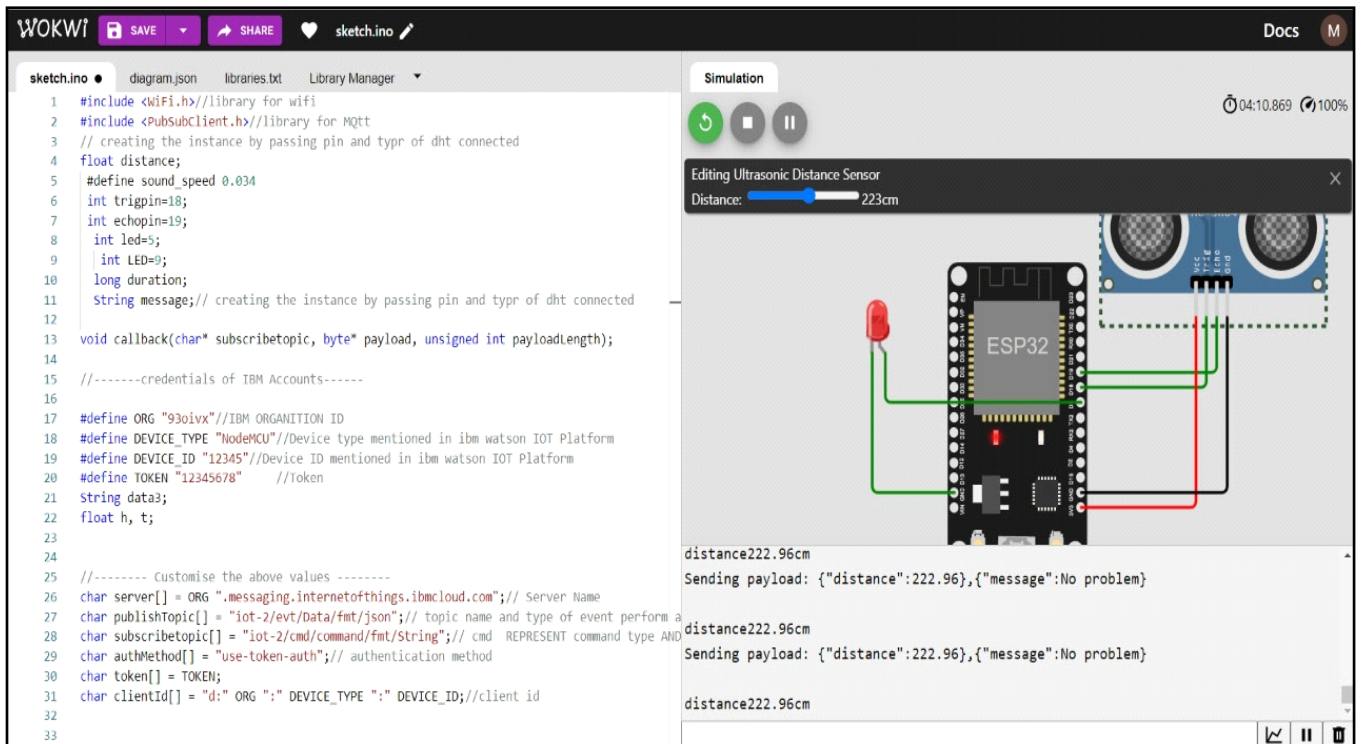 WOKWI SAVE SHARE sketch.ino Docs M
sketch.ino ● diagram.json libraries.txt Library Manager
Simulation
1 #include <WiFi.h>//library for wifi
2 #include <PubSubClient.h>//library for MQtt
3 // creating the instance by passing pin and typr of dht connected
4 float distance;
5 #define sound_speed 0.034
6 int trigpin=18;
7 int echopin=19;
8 int led=5;
9 int LED=9;
10 long duration;
11 String message;// creating the instance by passing pin and typr of dht connected
12
13 void callback(char* subscribetopic, byte* payload, unsigned int payloadLength);
14
15 //-------credentials of IBM Accounts------
16
17 #define ORG "93oivx"//IBM ORGANITION ID
18 #define DEVICE_TYPE "NodeMCU"//Device type mentioned in ibm watson IOT Platform
19 #define DEVICE_ID "12345"//Device ID mentioned in ibm watson IOT Platform
20 #define TOKEN "12345678" //Token
21 String data3;
22 float h, t;
23
24
25 //-------- Customise the above values --------
26 char server[] = ORG ".messaging.internetofthings.ibmcloud.com";// Server Name
27 char publishTopic[] = "iot-2/evt/Data/fmt/json";// topic name and type of event perform a
28 char subscribetopic[] = "iot-2/cmd/command/fmt/String";// cmd REPRESENT command type AND
29 char authMethod[] = "use-token-auth";// authentication method
30 char token[] = TOKEN;
31 char clientId[] = "d:" ORG ":" DEVICE_TYPE ":" DEVICE_ID;//client id
32
33
04:10.869 100%
Editing Ultrasonic Distance Sensor X
Distance: 223cm
Vcc
Trig
Echo
Gnd
ESP32
distance222.96cm
Sending payload: {"distance":222.96},{"message":No problem}
distance222.96cm
Sending payload: {"distance":222.96},{"message":No problem}
distance222.96cm